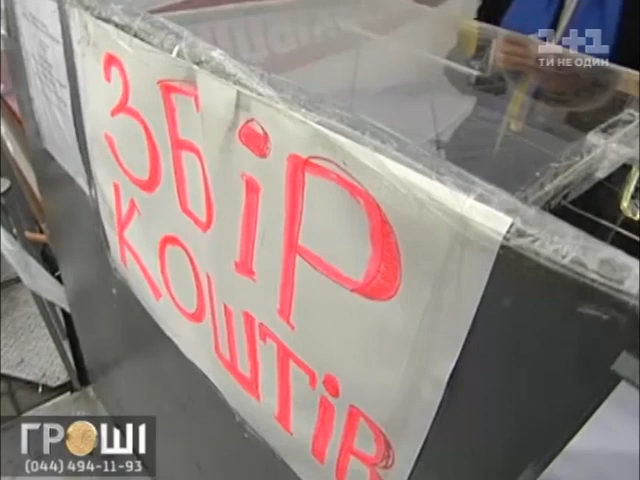 1+1
ТИ НЕ ОДИН
ЗБІР
КОШТІВ
ГРОШІ
(044) 494-11-93